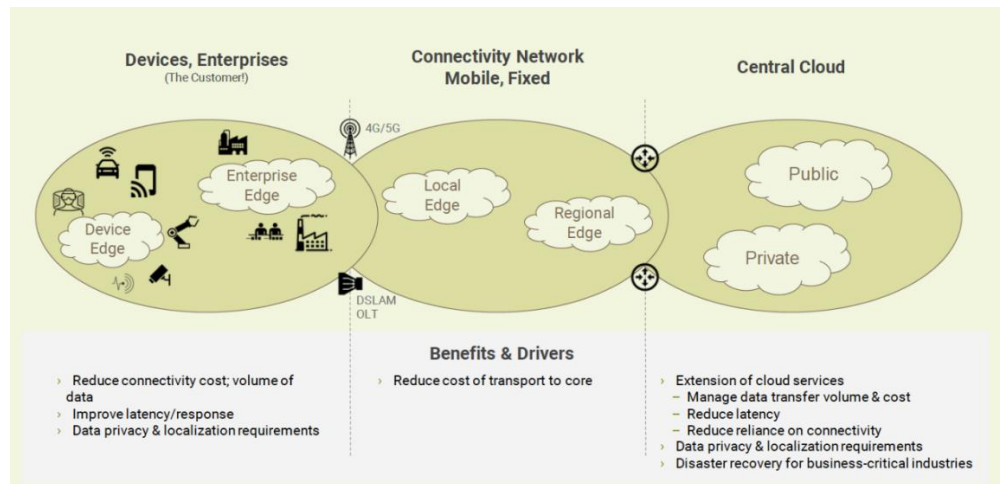 Devices, Enterprises
(The Customer!)
Connectivity Network
Mobile, Fixed
Central Cloud
4G/5G
Enterprise
Edge
Device
Edge
Local
Edge
Regional
Edge
Public
Private
DSLAM
OLT
Benefits & Drivers
› Reduce connectivity cost; volume of
data
› Improve latency/response
› Data privacy & localization requirements
› Reduce cost of transport to core
› Extension of cloud services
– Manage data transfer volume & cost
– Reduce latency
– Reduce reliance on connectivity
› Data privacy & localization requirements
› Disaster recovery for business-critical industries